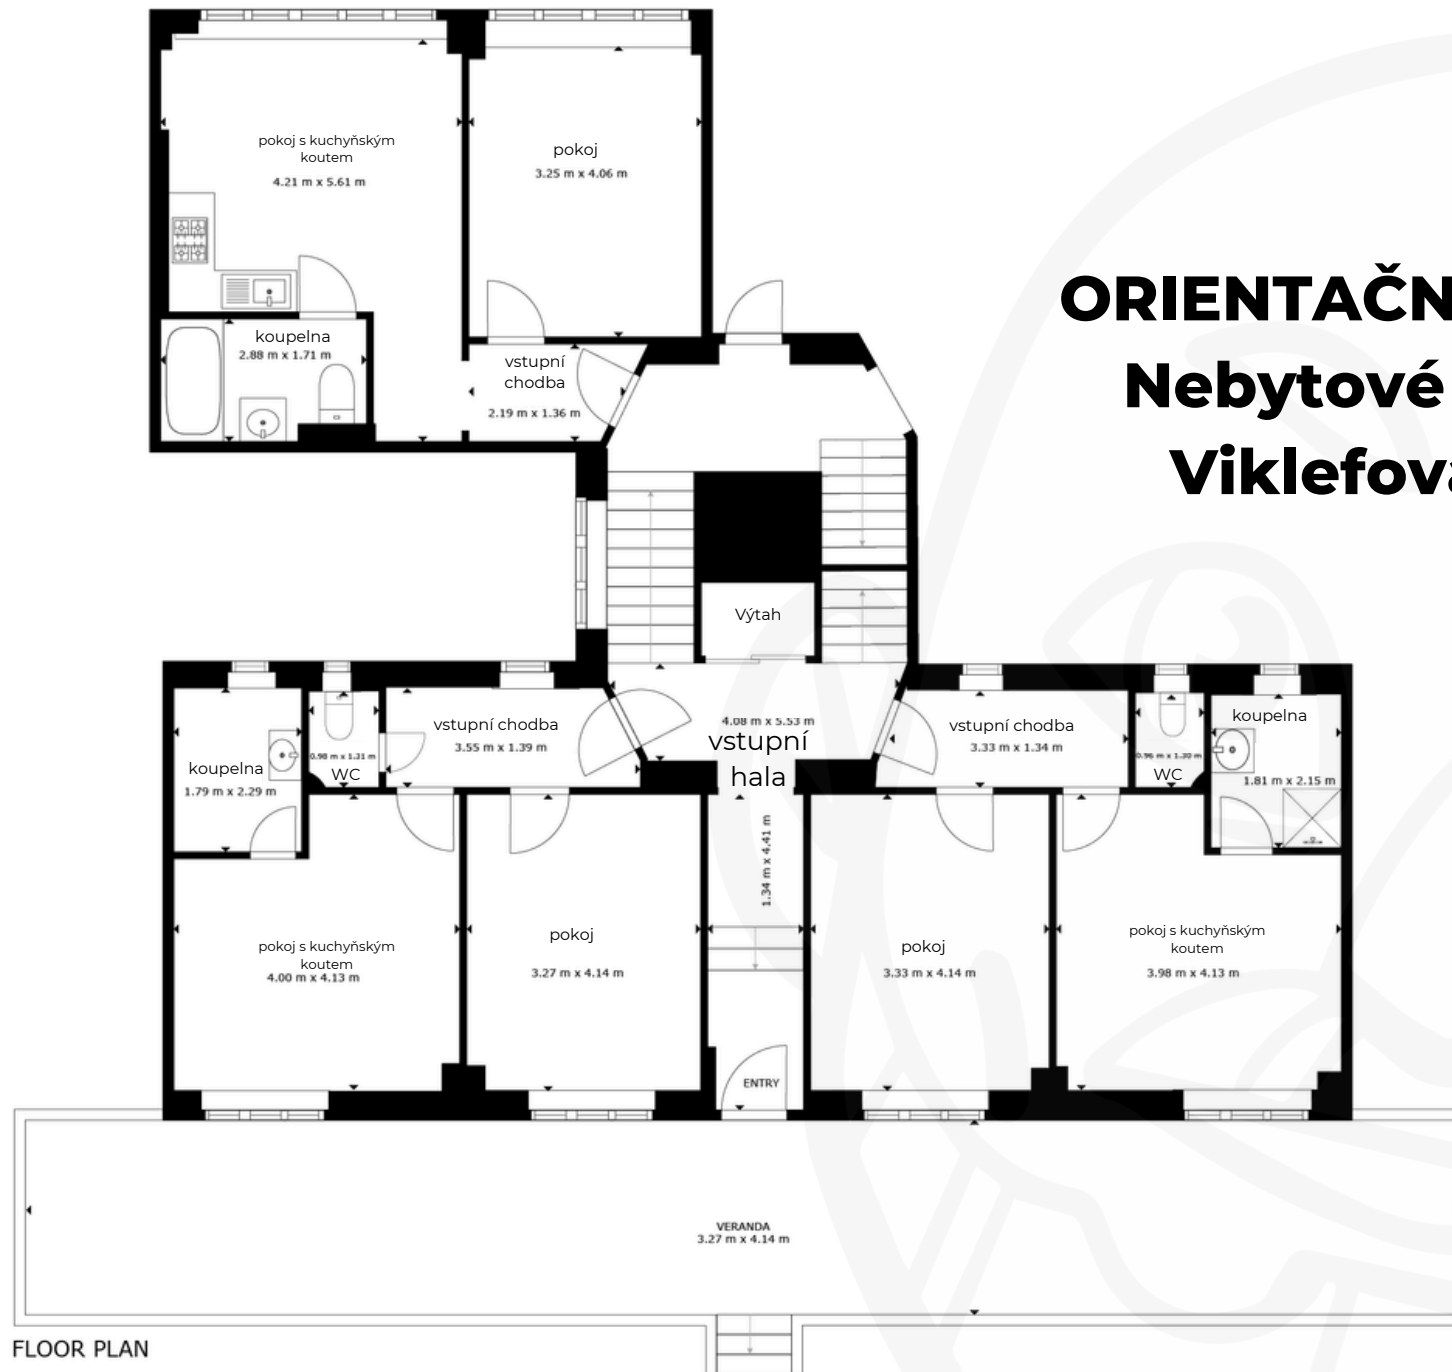 pokoj s kuchyňským
koutem
4.21 m x 5.61 m
pokoj
3.25 m x 4.06 m
ORIENTAČN
Nebytové
Viklefova
koupelna
2.88 m x 1.71 m
vstupní
chodba
2.19 m x 1.36 m
Výtah
koupelna
1.79 m x 2.29 m
0.98 m x 1.31 m
WC
vstupní chodba
3.55 m x 1.39 m
4.08 m x 5.53 m
vstupní
hala
vstupní chodba
3.33 m x 1.34 m
0.96 m x 1.30 m
WC
koupelna
1.81 m x 2.15 m
1.34 m x 4.41 m
pokoj s kuchyňským
koutem
4.00 m x 4.13 m
pokoj
3.27 m x 4.14 m
pokoj
3.33 m x 4.14 m
pokoj s kuchyňským
koutem
3.98 m x 4.13 m
ENTRY
VERANDA
3.27 m x 4.14 m
FLOOR PLAN